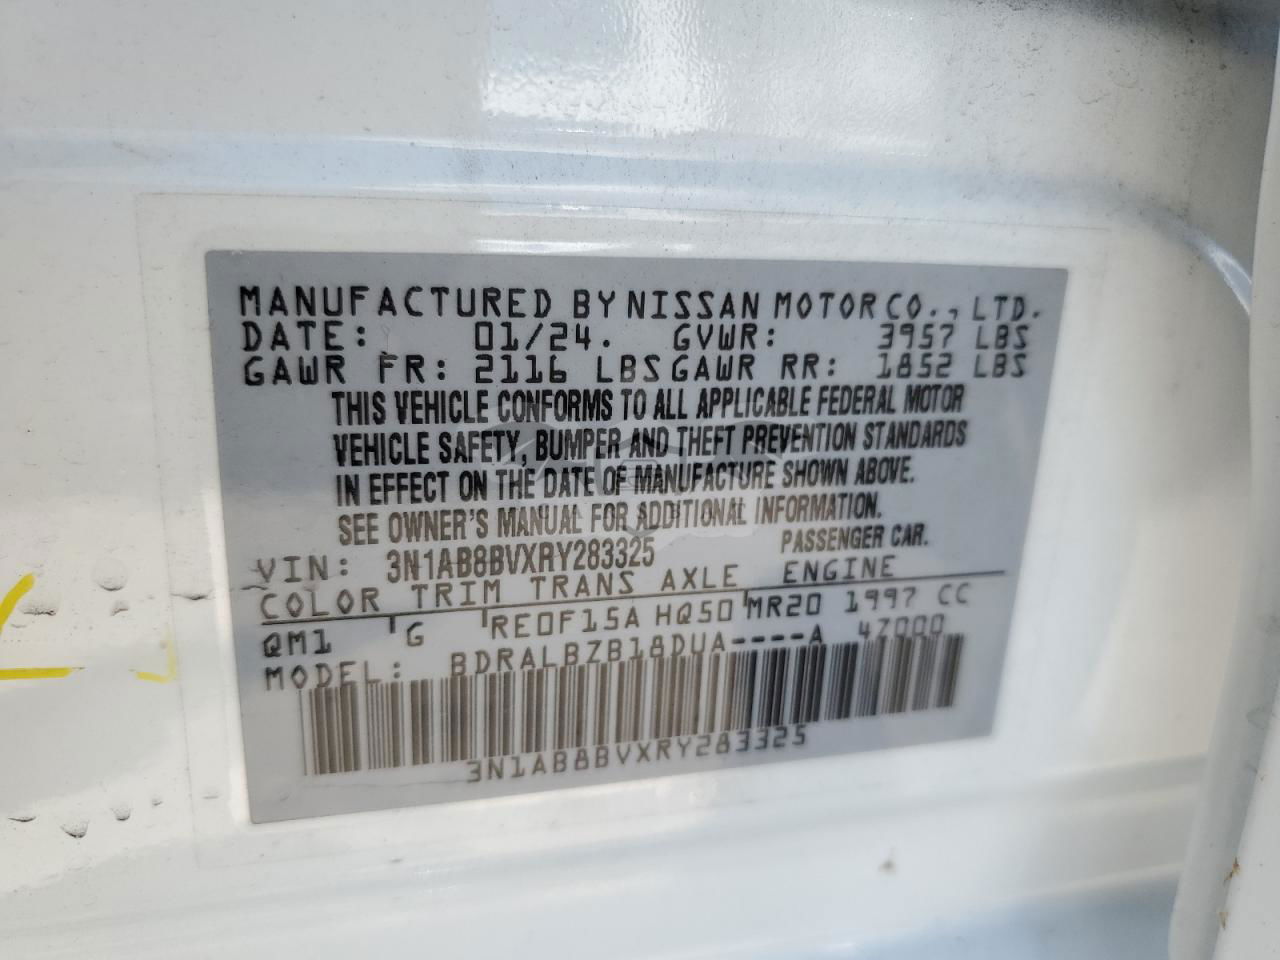 MANUFACTURED BY NISSAN MOTOR CO., LTD.
DATE: 01/24. GVWR: 3957 LBS
GAWR FR: 2116 LBS GAWR RR: 1852 LBS
THIS VEHICLE CONFORMS TO ALL APPLICABLE FEDERAL MOTOR
VEHICLE SAFETY, BUMPER AND THEFT PREVENTION STANDARDS
IN EFFECT ON THE DATE OF MANUFACTURE SHOWN ABOVE.
SEE OWNER'S MANUAL FOR ADDITIONAL INFORMATION.
VIN: 3N1AB8BVXRY283325 PASSENGER CAR.
COLOR TRIM TRANS AXLE ENGINE
QM1 G RE0F15A HQ50 MR20 1997 CC
MODEL: BDRALBZB18DUA----A 4Z000
3N1AB8BVXRY283325